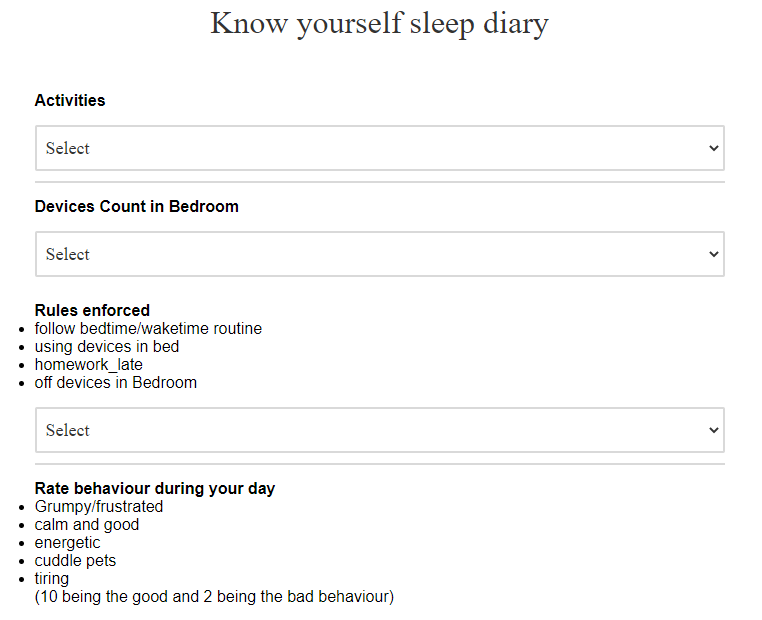 Know yourself sleep diary
Activities
Select
Devices Count in Bedroom
Select
Rules enforced
follow bedtime/waketime routine
using devices in bed
homework_late
off devices in Bedroom
Select
Rate behaviour during your day
Grumpy/frustrated
calm and good
energetic
cuddle pets
tiring
(10 being the good and 2 being the bad behaviour)